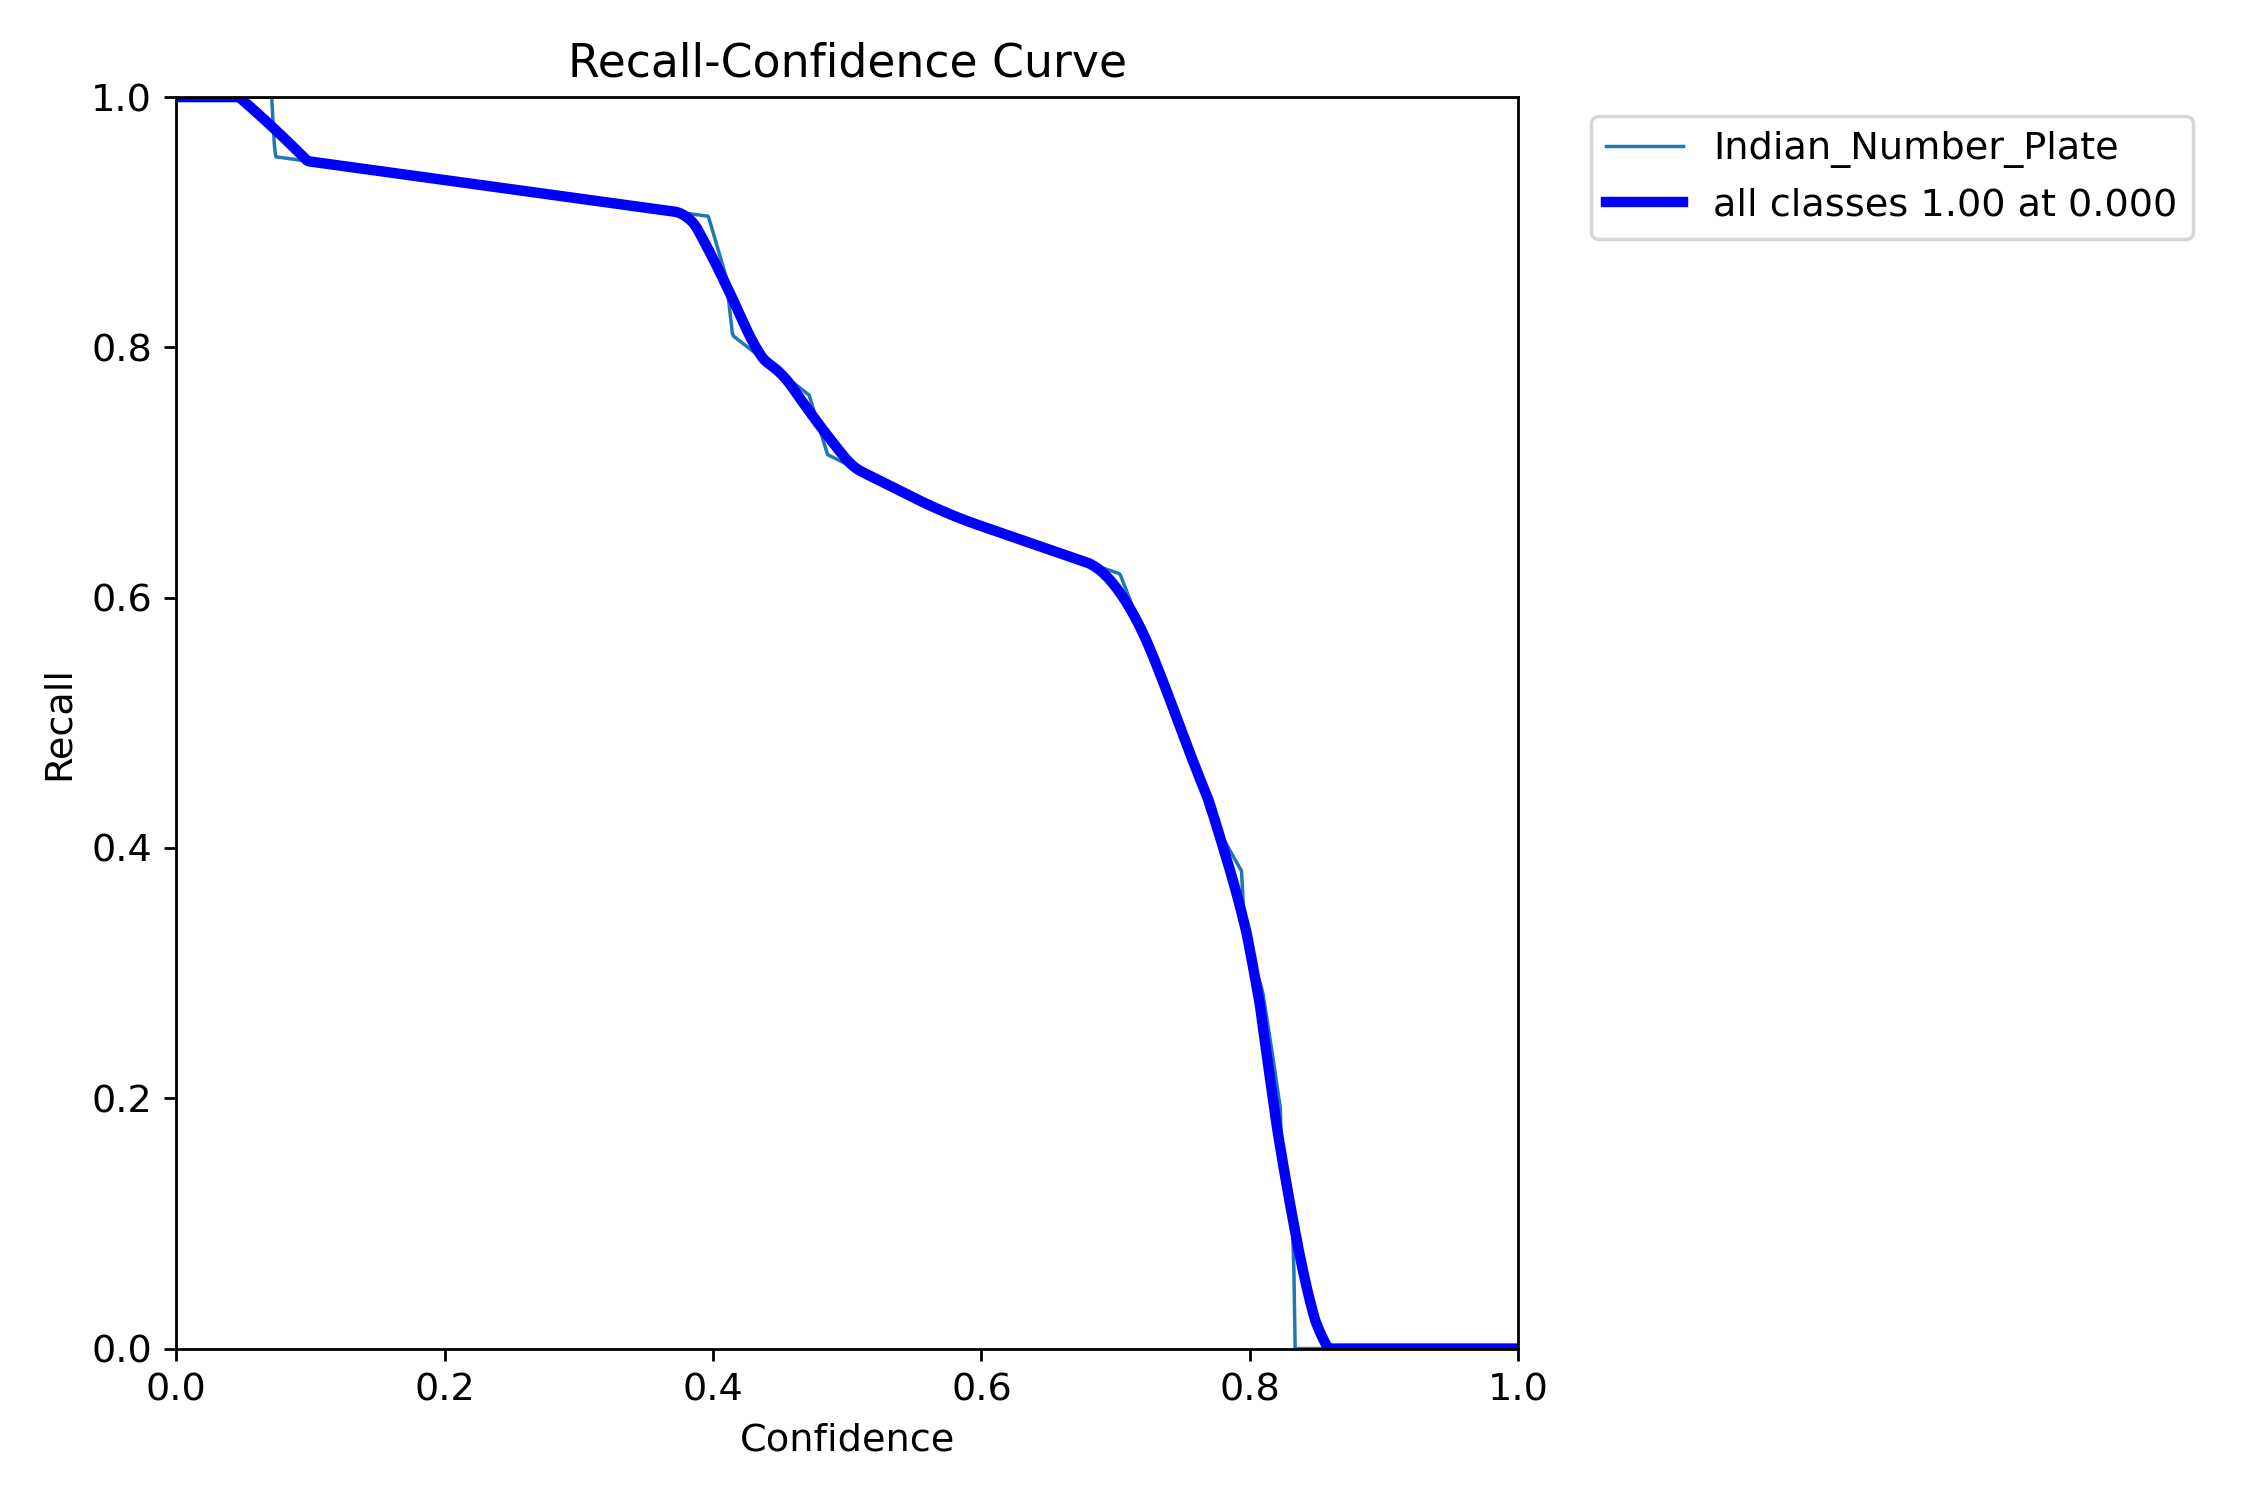 Recall-Confidence Curve
1.0
0.8
0.6
0.4
0.2
0.0
Recall
0.0 0.2 0.4 0.6 0.8 1.0
Confidence
Indian_Number_Plate
all classes 1.00 at 0.000